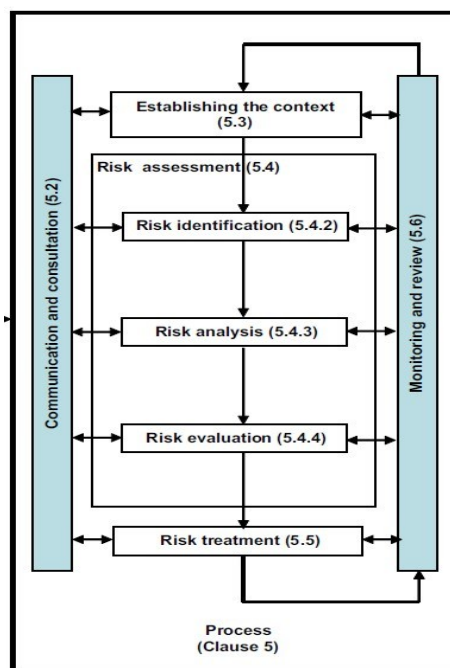 Establishing the context
(5.3)
Risk assessment (5.4)
Risk identification (5.4.2)
Risk analysis (5.4.3)
Risk evaluation (5.4.4)
Risk treatment (5.5)
Communication and consultation (5.2)
Monitoring and review (5.6)
Process
(Clause 5)